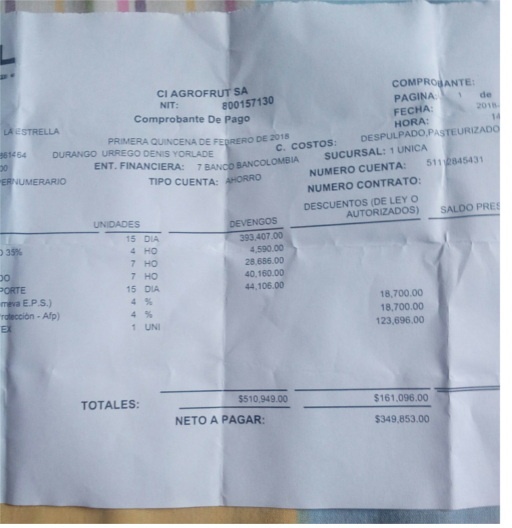 L
CI AGROFRUT SA
NIT: 800157130
Comprobante De Pago
COMPROBANTE:
PAGINA: 1 de
FECHA: 2018
HORA: 14
LA ESTRELLA
PRIMERA QUINCENA DE FEBRERO DE 2018
C. COSTOS: DESPULPADO,PASTEURIZADO
DURANGO URREGO DENIS YORLADE
SUCURSAL: 1 UNICA
ENT. FINANCIERA: 7 BANCO BANCOLOMBIA
NUMERO CUENTA: 51112845431
PERNUMERARIO
TIPO CUENTA: AHORRO
NUMERO CONTRATO:
UNIDADES DEVENGOS DESCUENTOS (DE LEY O
AUTORIZADOS) SALDO PRES
15 DIA 393,407.00
O 35% 4 HO 4,590.00
7 HO 28,686.00
DO 7 HO 40,160.00
PORTE 15 DIA 44,106.00
meva E.P.S.) 4 % 18,700.00
rotección - Afp) 4 % 18,700.00
EX 1 UNI 123,696.00
TOTALES: $510,949.00 $161,096.00
NETO A PAGAR: $349,853.00